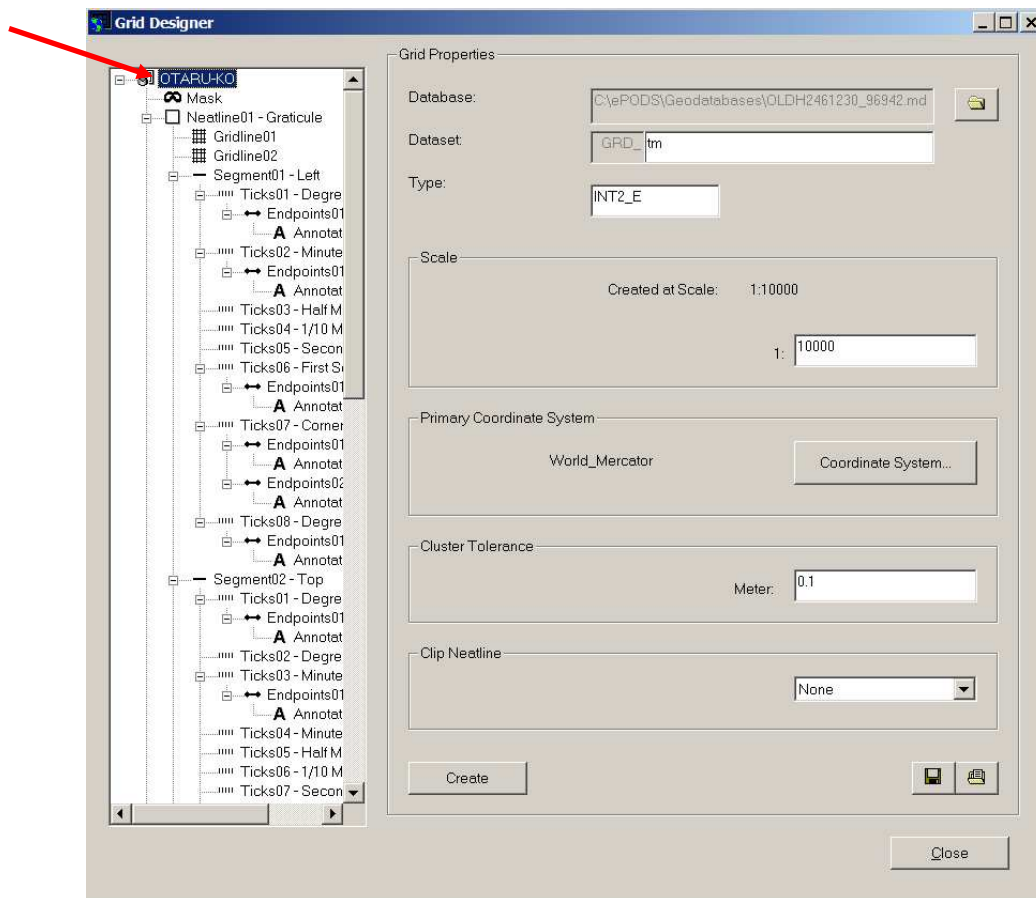 Grid Designer
OTARU-KO
Mask
Neatline01 - Graticule
Gridline01
Gridline02
Segment01 - Left
Ticks01 - Degre
Endpoints01
A Annotat
Ticks02 - Minute
Endpoints01
A Annotat
Ticks03 - Half M
Ticks04 - 1/10 M
Ticks05 - Secon
Ticks06 - First S
Endpoints01
A Annotat
Ticks07 - Corner
Endpoints01
A Annotat
Endpoints02
A Annotat
Ticks08 - Degre
Endpoints01
A Annotat
Segment02 - Top
Ticks01 - Degre
Endpoints01
A Annotat
Ticks02 - Degre
Ticks03 - Minute
Endpoints01
A Annotat
Ticks04 - Minute
Ticks05 - Half M
Ticks06 - 1/10 M
Ticks07 - Secon
Grid Properties
Database: C:\ePODS\Geodatabases\OLDH2461230_96942.md
Dataset: GRD_ tm
Type: INT2_E
Scale
Created at Scale: 1:10000
1: 10000
Primary Coordinate System
World_Mercator Coordinate System...
Cluster Tolerance
Meter: 0.1
Clip Neatline
None
Create
Close